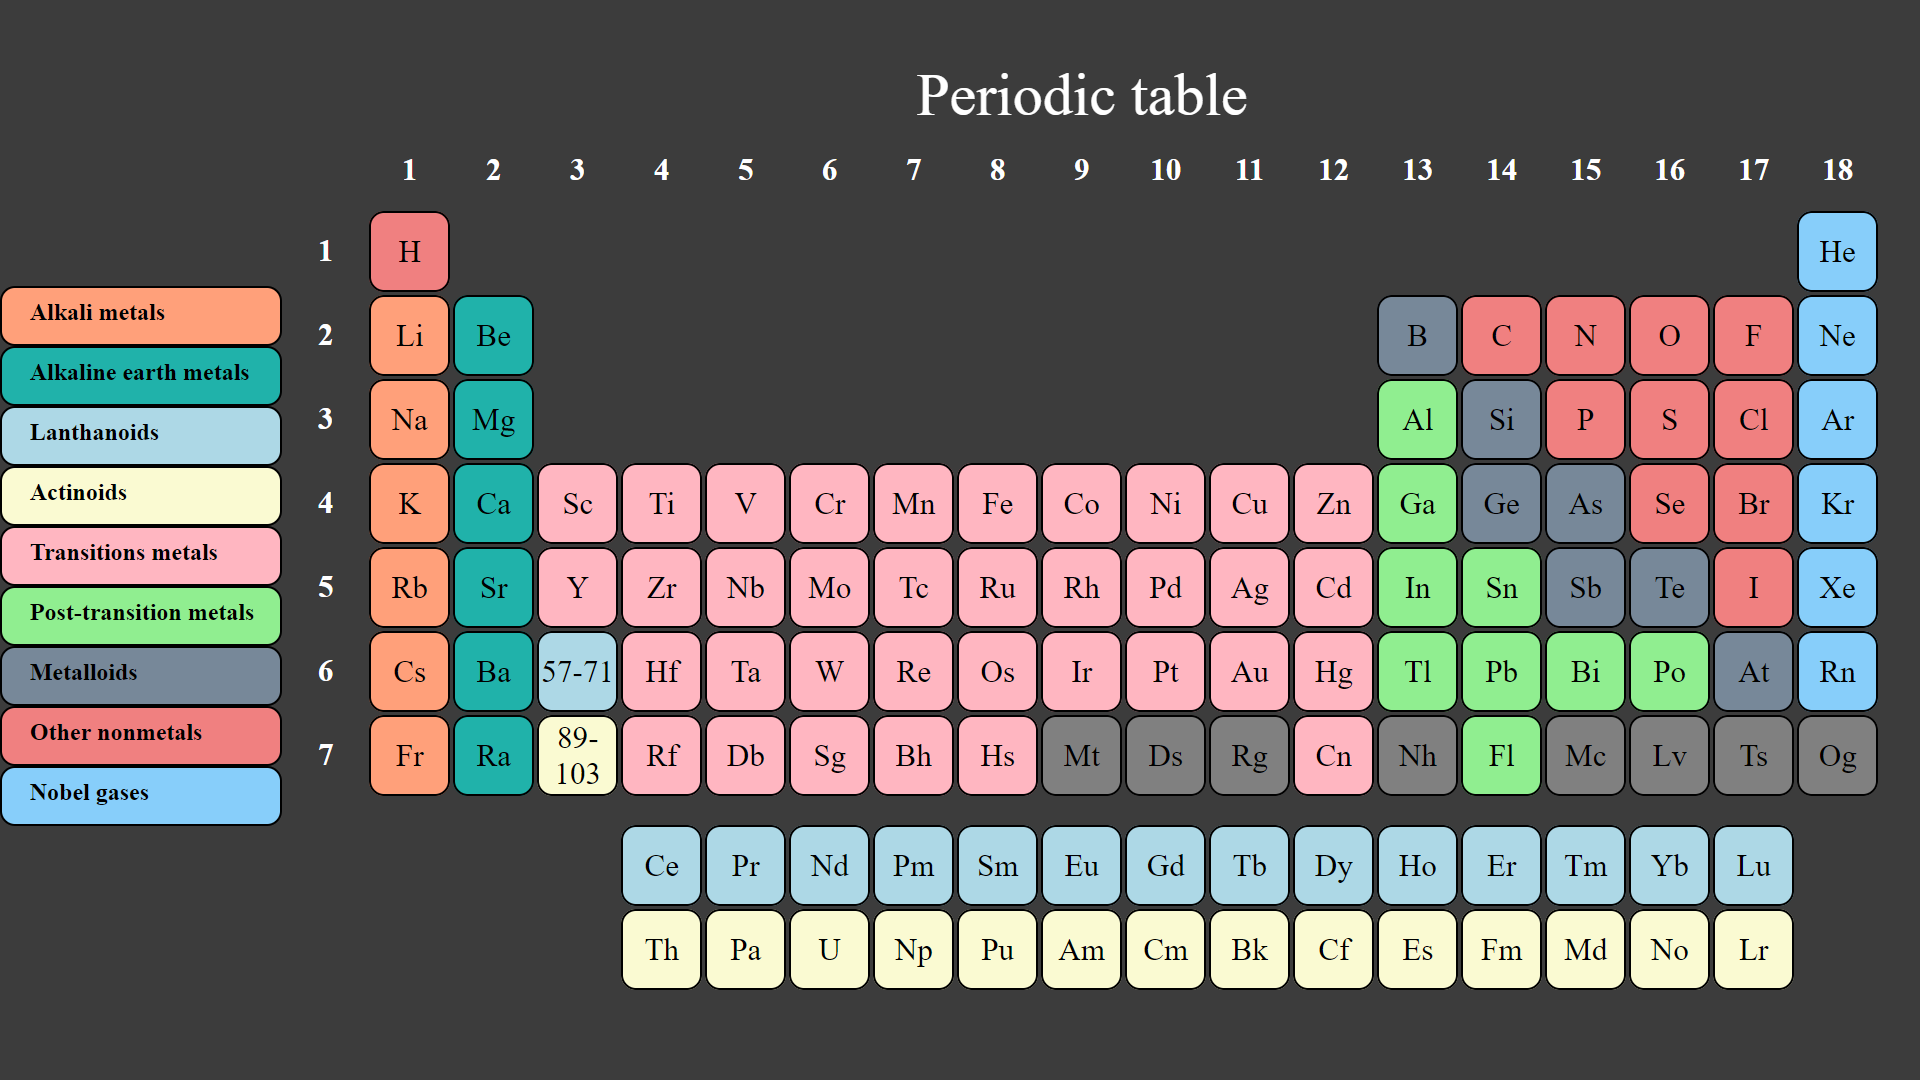 Periodic table
1 2 3 4 5 6 7 8 9 10 11 12 13 14 15 16 17 18
1 H He
2 Li Be B C N O F Ne
3 Na Mg Al Si P S Cl Ar
4 K Ca Sc Ti V Cr Mn Fe Co Ni Cu Zn Ga Ge As Se Br Kr
5 Rb Sr Y Zr Nb Mo Tc Ru Rh Pd Ag Cd In Sn Sb Te I Xe
6 Cs Ba 57-71 Hf Ta W Re Os Ir Pt Au Hg Tl Pb Bi Po At Rn
7 Fr Ra 89-103 Rf Db Sg Bh Hs Mt Ds Rg Cn Nh Fl Mc Lv Ts Og
Ce Pr Nd Pm Sm Eu Gd Tb Dy Ho Er Tm Yb Lu
Th Pa U Np Pu Am Cm Bk Cf Es Fm Md No Lr
Alkali metals
Alkaline earth metals
Lanthanoids
Actinoids
Transitions metals
Post-transition metals
Metalloids
Other nonmetals
Nobel gases